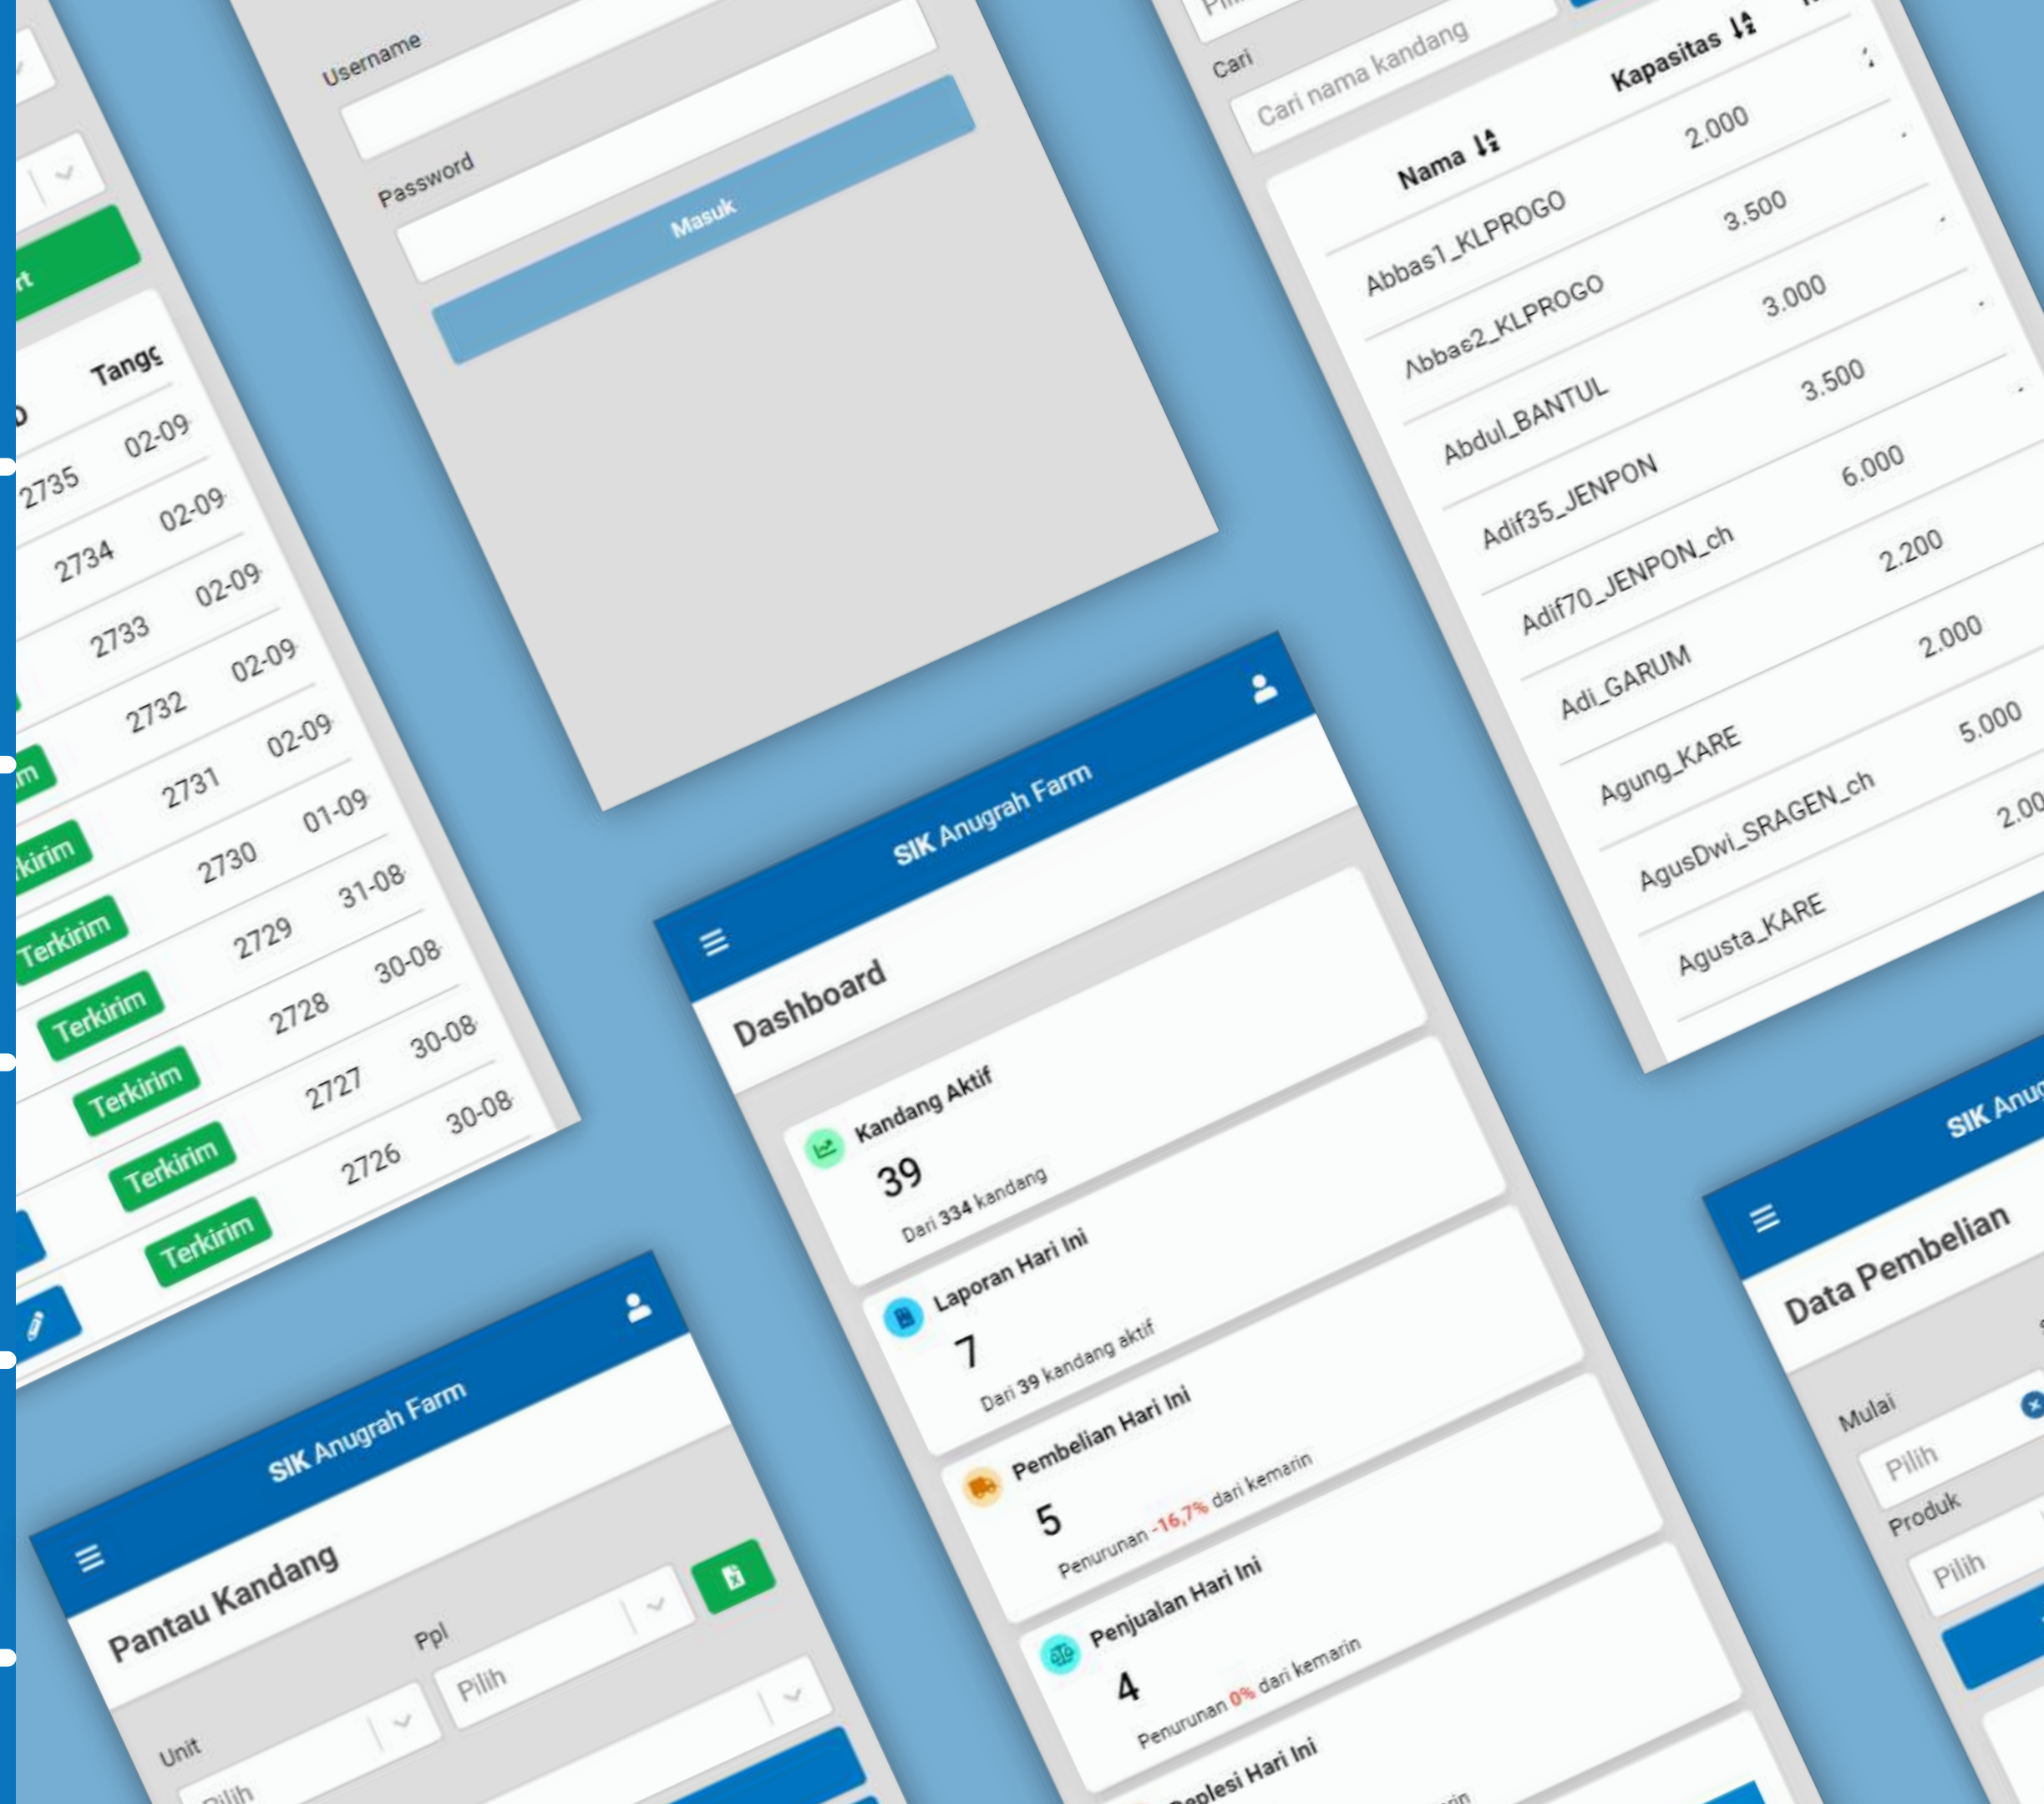 Username
Password
Masuk
Cari
Cari nama kandang
Nama
Kapasitas
Abbas1_KLPROGO 2.000
Abbas2_KLPROGO 3.500
Abdul_BANTUL 3.000
Adif35_JENPON 3.500
Adif70_JENPON_ch 6.000
Adi_GARUM 2.200
Agung_KARE 2.000
AgusDwi_SRAGEN_ch 5.000
Agusta_KARE 2.00
2735 02-09-
2734 02-09-
2733 02-09-
2732 02-09-
2731 02-09-
Terkirim 2730 01-09-
Terkirim 2729 31-08-
Terkirim 2728 30-08-
Terkirim 2727 30-08-
Terkirim 2726 30-08-
SIK Anugrah Farm
Dashboard
Kandang Aktif
39
Dari 334 kandang
Laporan Hari Ini
7
Dari 39 kandang aktif
Pembelian Hari Ini
5
Penurunan -16,7% dari kemarin
Penjualan Hari Ini
4
Penurunan 0% dari kemarin
Hari Ini
SIK Anugrah Farm
Pantau Kandang
Unit
Pilih
Ppl
Pilih
SIK
Data Pembelian
Mulai
Pilih
Produk
Pilih